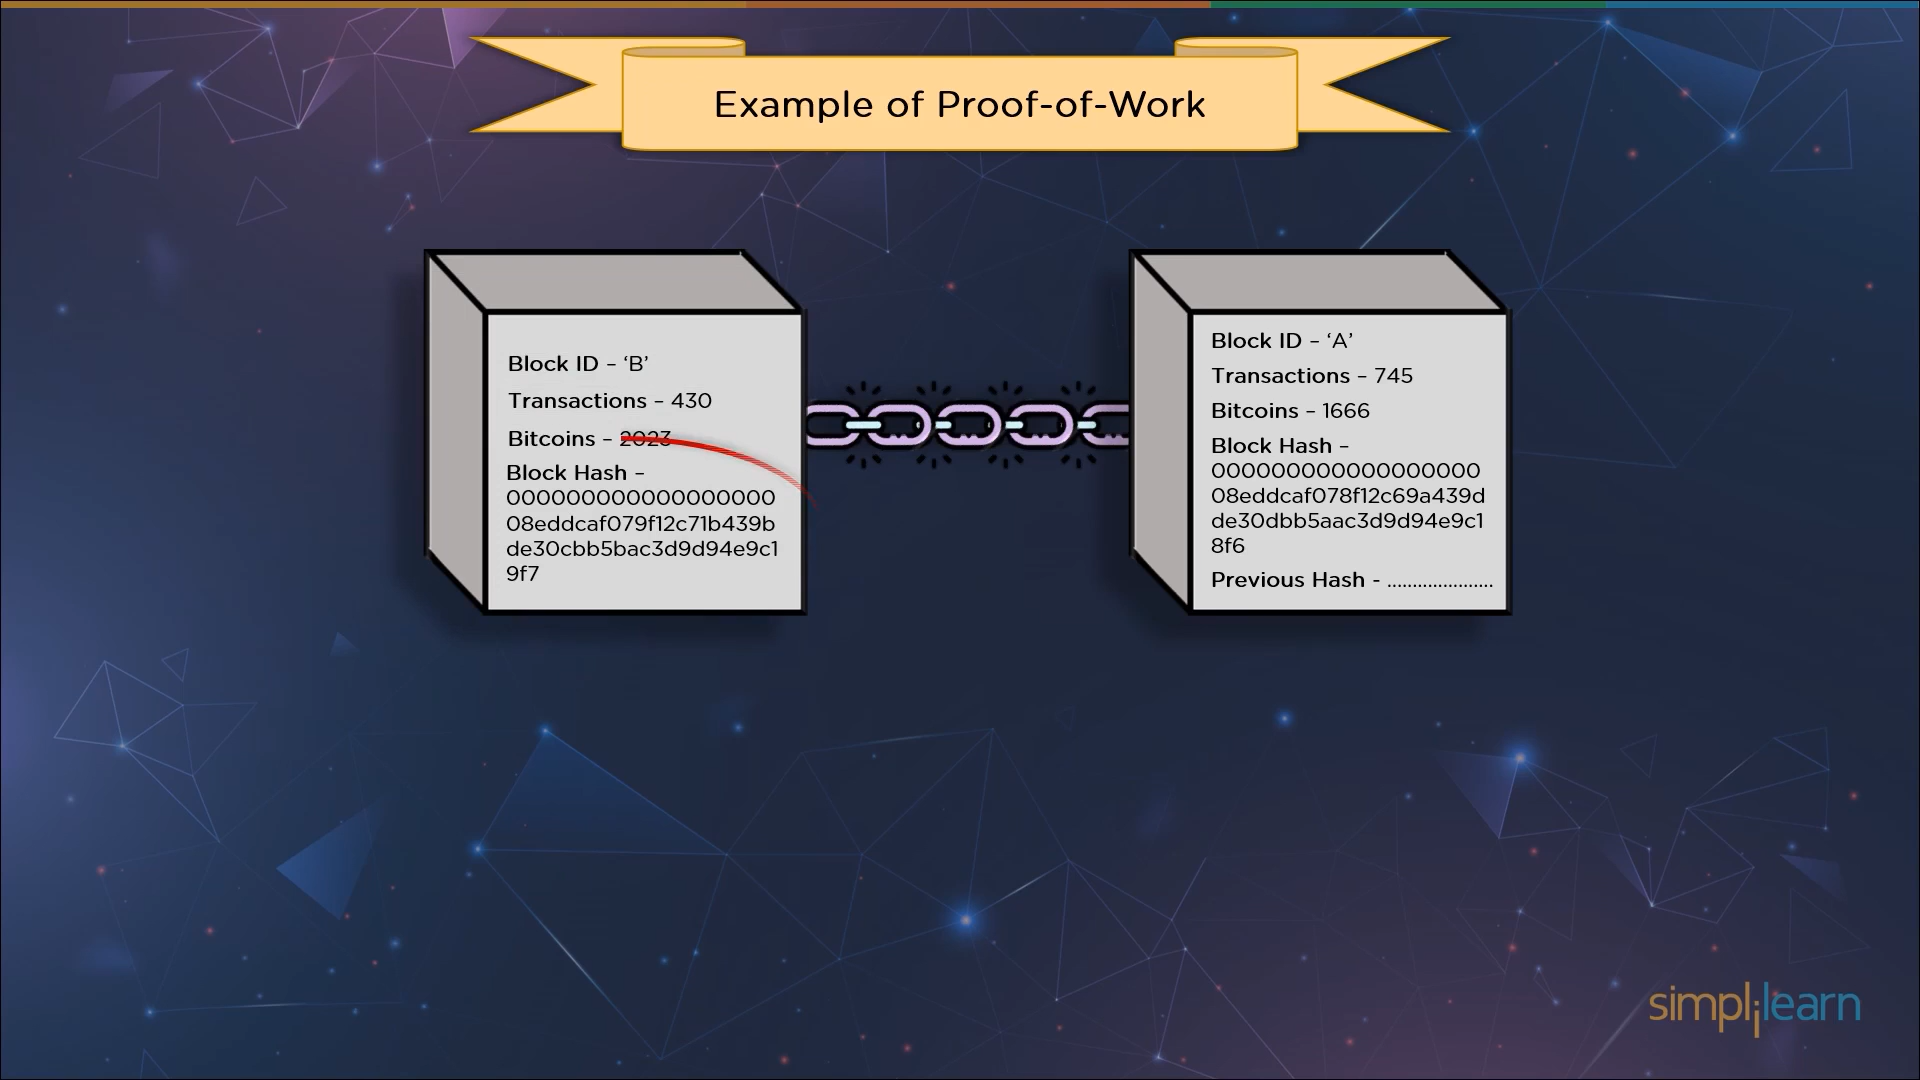 Example of Proof-of-Work
Block ID – ‘B’
Transactions – 430
Bitcoins – 2023
Block Hash –
000000000000000000
08eddcaf079f12c71b439b
de30cbb5bac3d9d94e9c1
9f7
Block ID – ‘A’
Transactions – 745
Bitcoins – 1666
Block Hash –
000000000000000000
08eddcaf078f12c69a439d
de30dbb5aac3d9d94e9c1
8f6
Previous Hash - .....................
simplilearn